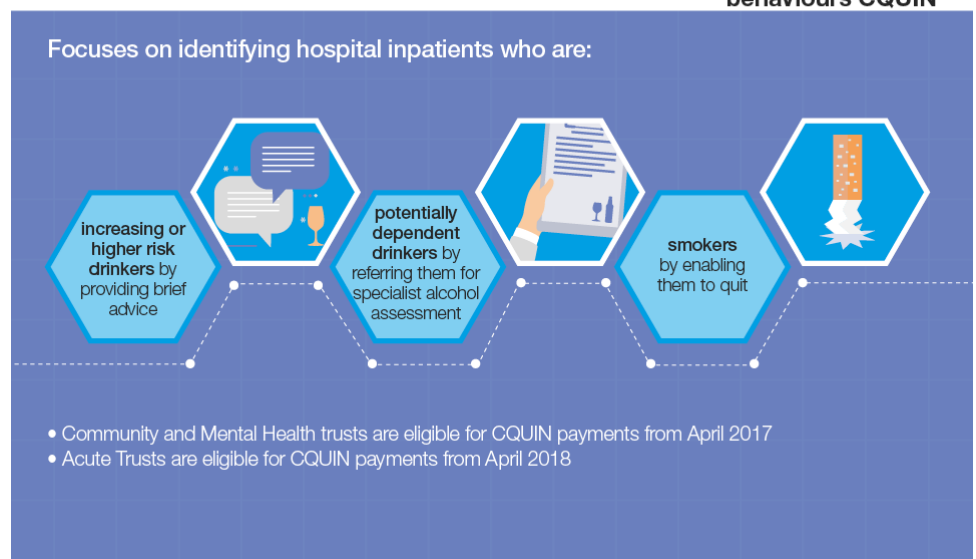 behaviours CQUIN
Focuses on identifying hospital inpatients who are:
increasing or
higher risk
drinkers by
providing brief
advice
potentially
dependent
drinkers by
referring them for
specialist alcohol
assessment
smokers
by enabling
them to quit
• Community and Mental Health trusts are eligible for CQUIN payments from April 2017
• Acute Trusts are eligible for CQUIN payments from April 2018